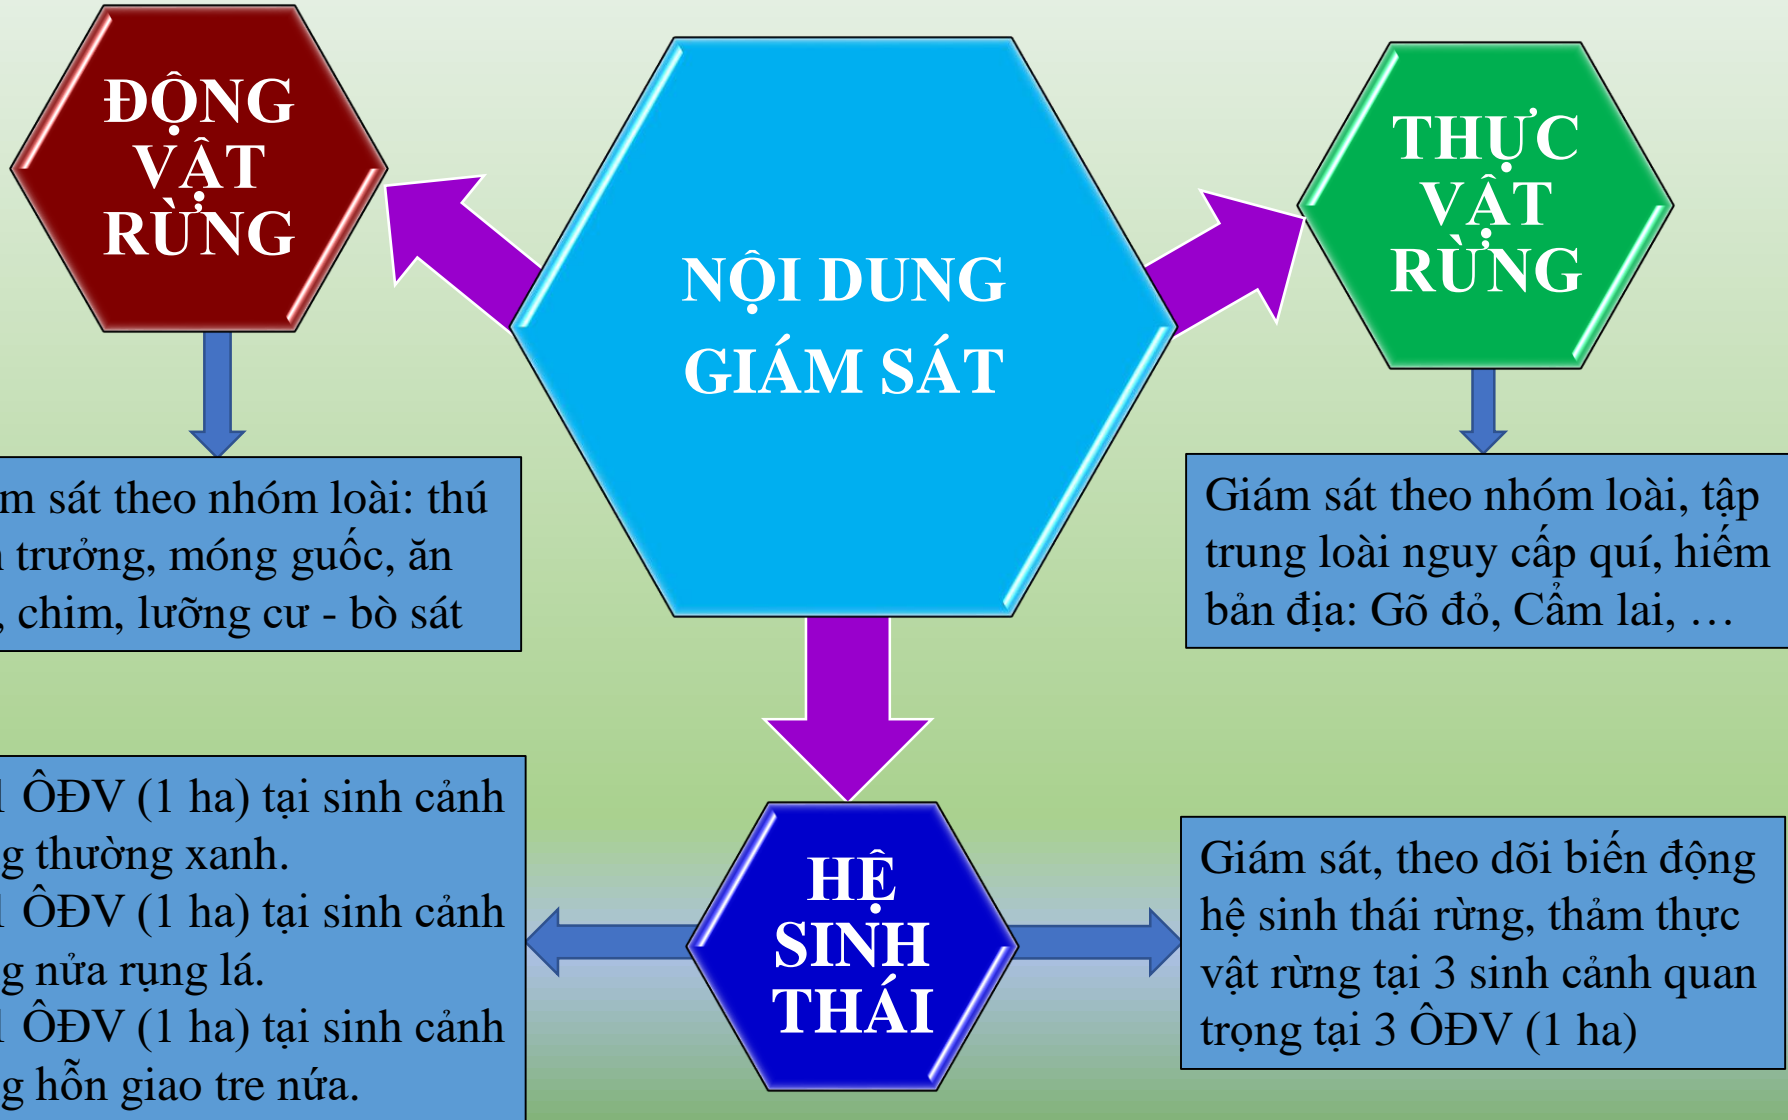 ĐỘNG
VẬT
RỪNG
NỘI DUNG
GIÁM SÁT
THỰC
VẬT
RỪNG
sát theo nhóm loài: thú
trưởng, móng guốc, ăn
, chim, lưỡng cư - bò sát
Giám sát theo nhóm loài, tập
trung loài nguy cấp quí, hiếm
bản địa: Gõ đỏ, Cẩm lai, …
1 ÔĐV (1 ha) tại sinh cảnh
thường xanh.
1 ÔĐV (1 ha) tại sinh cảnh
nửa rụng lá.
1 ÔĐV (1 ha) tại sinh cảnh
hỗn giao tre nứa.
HỆ
SINH
THÁI
Giám sát, theo dõi biến động
hệ sinh thái rừng, thảm thực
vật rừng tại 3 sinh cảnh quan
trọng tại 3 ÔĐV (1 ha)